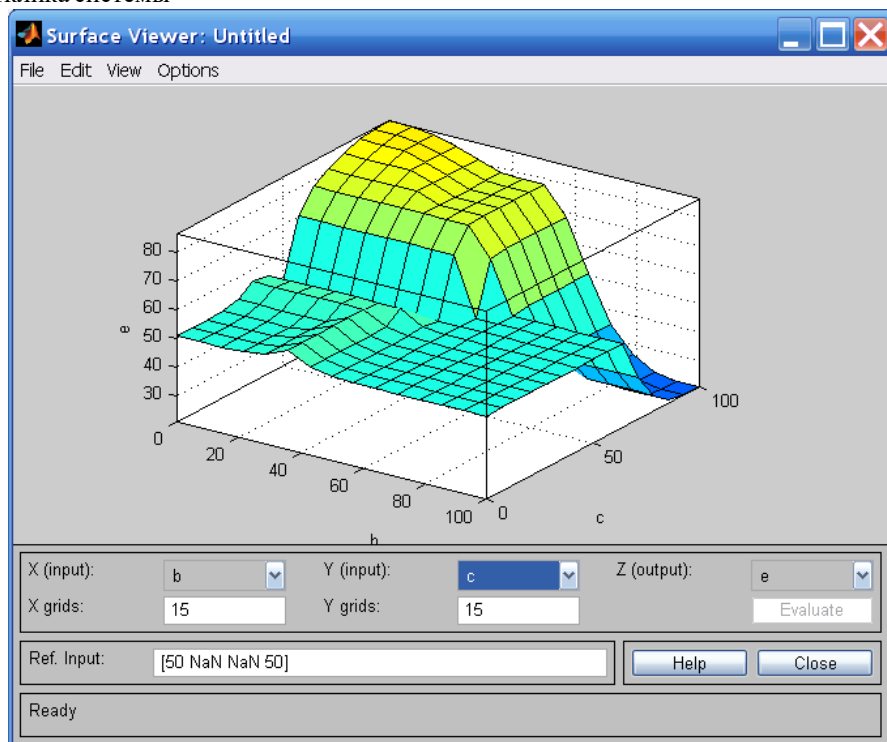 системы
Surface Viewer: Untitled
File Edit View Options
80
70
60
50
40
30
e
0
20
40
60
80
100
0
50
100
b
c
X (input): b Y (input): c Z (output): e
X grids: 15 Y grids: 15 Evaluate
Ref. Input: [50 NaN NaN 50] Help Close
Ready